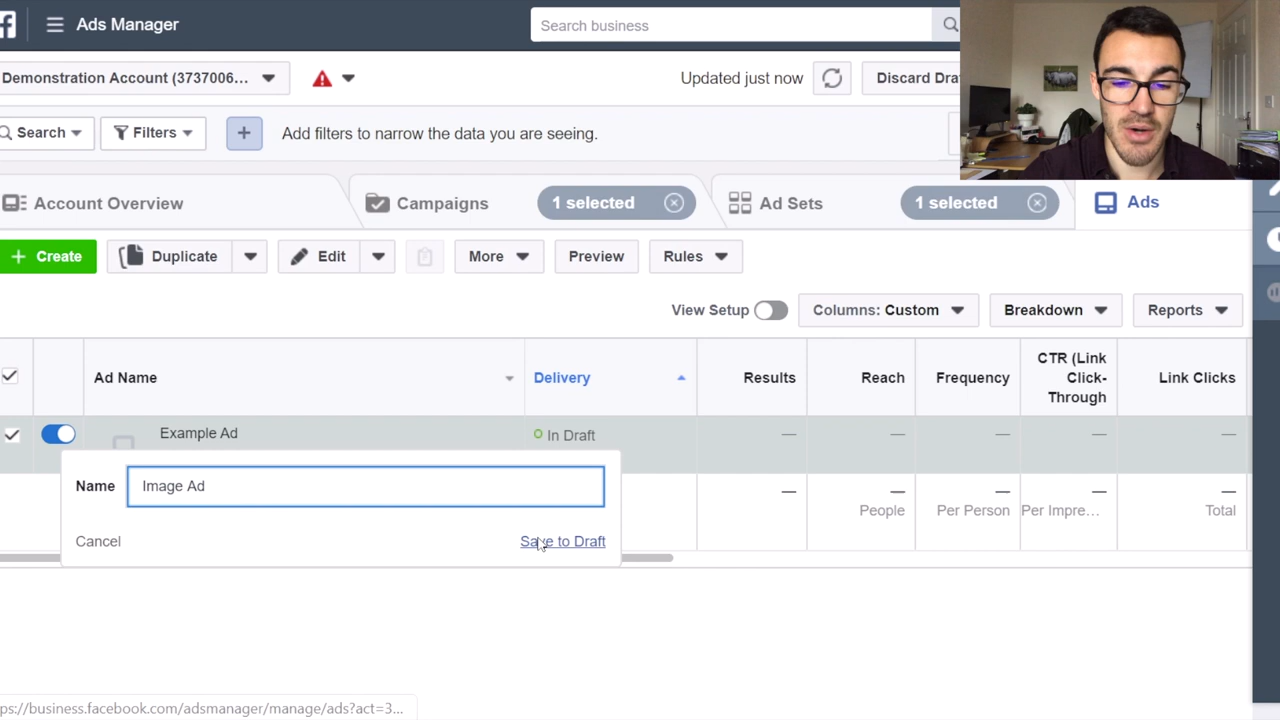 Ads Manager
Search business
Demonstration Account (3737006...
Updated just now
Discard Dra
Search
Filters
Add filters to narrow the data you are seeing.
Account Overview
Campaigns
1 selected
Ad Sets
1 selected
Ads
+ Create
Duplicate
Edit
More
Preview
Rules
View Setup
Columns: Custom
Breakdown
Reports
Ad Name
Delivery
Results
Reach
Frequency
CTR (Link
Click-
Through
Link Clicks
Example Ad
In Draft
—
—
—
—
—
Name
Image Ad
—
—
—
—
—
People
Per Person
Per Impre...
Total
Cancel
Save to Draft
ps://business.facebook.com/adsmanager/manage/ads?act=3...